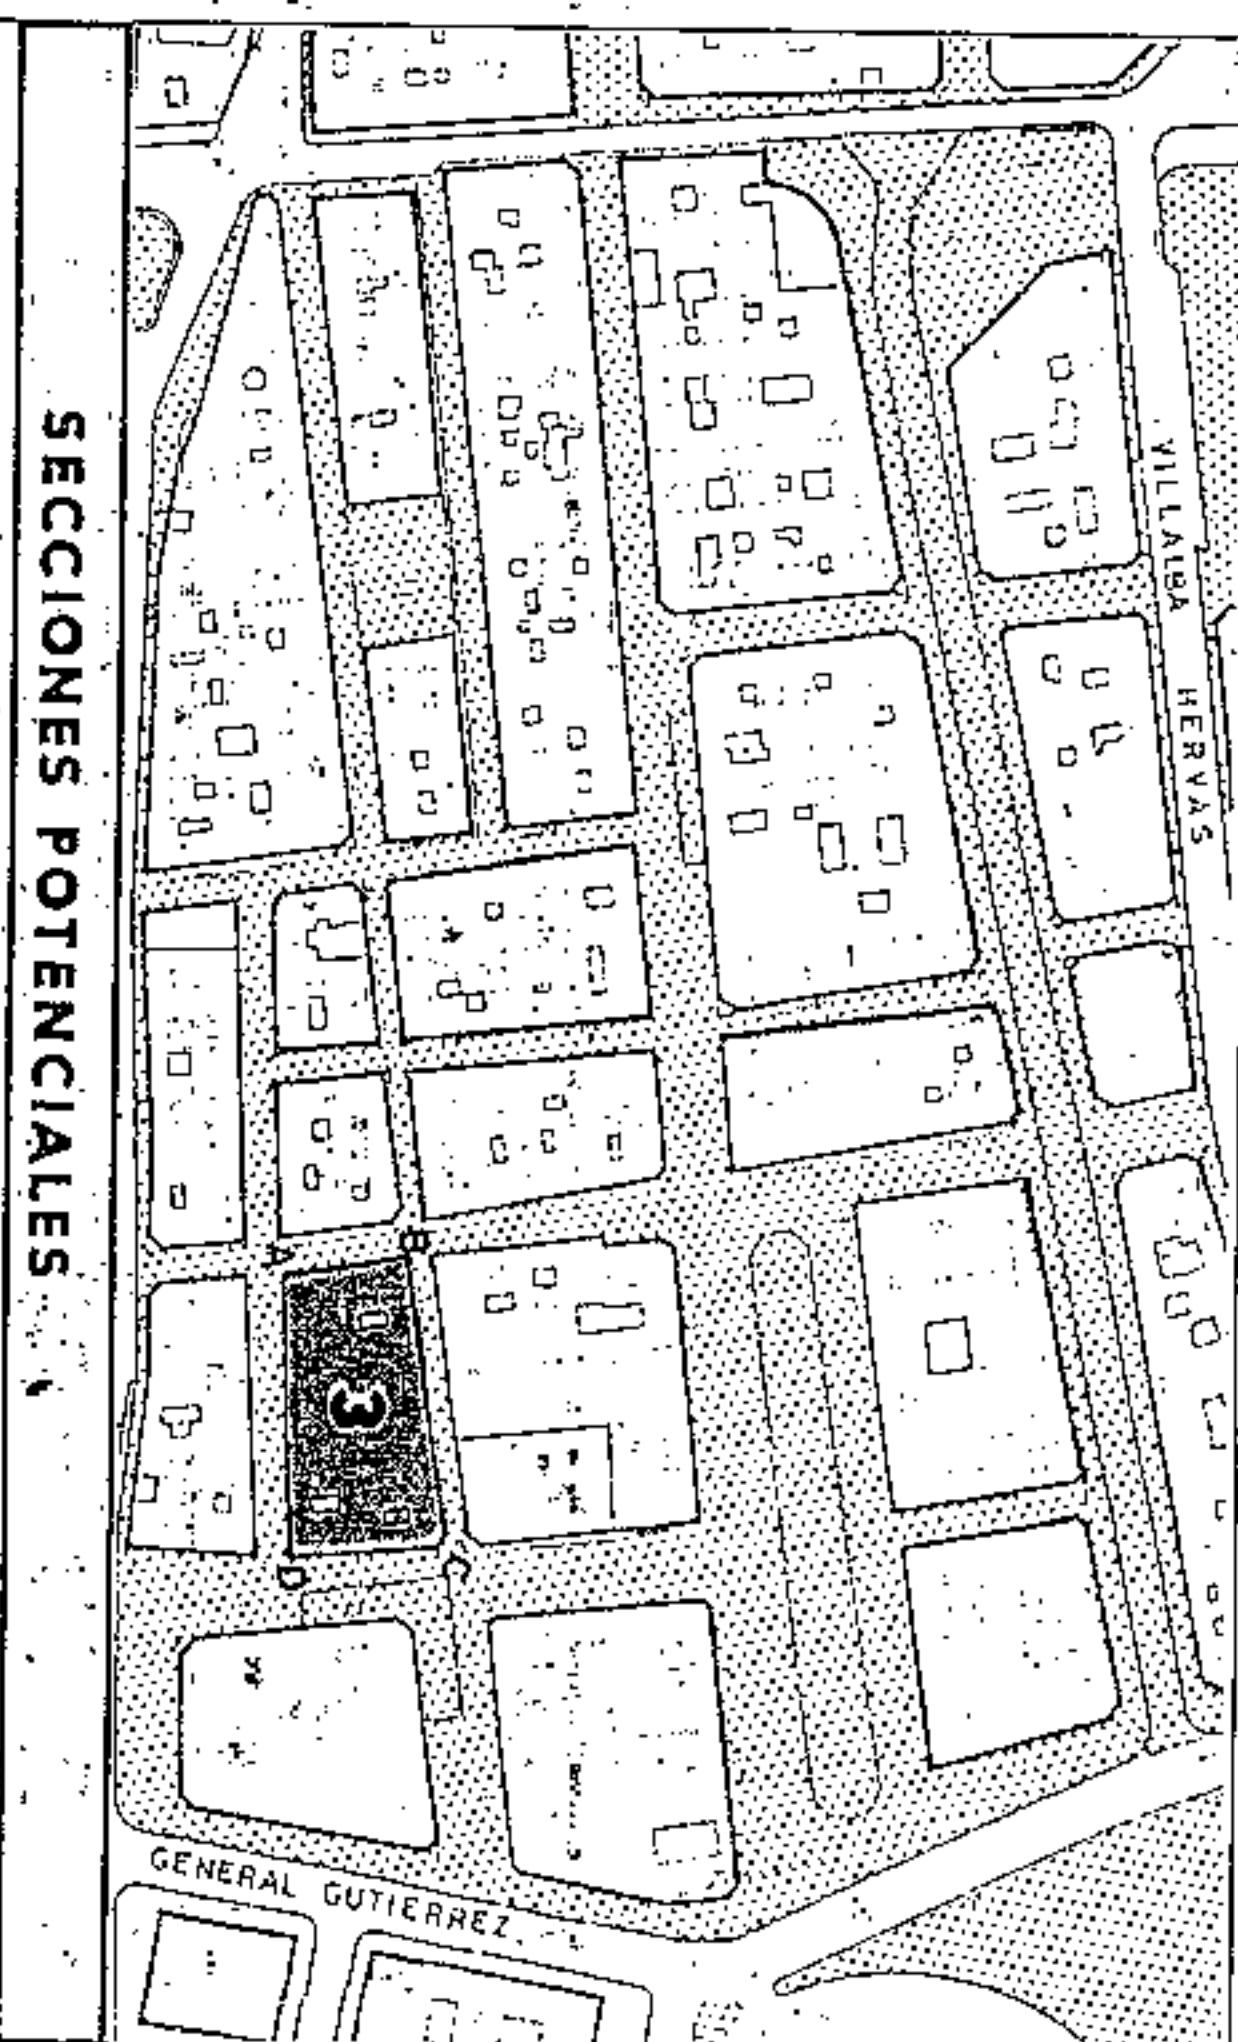 SECCIONES POTENCIALES
VILLALBA HERVAS
A
B
3
D
C
GENERAL GUTIERREZ